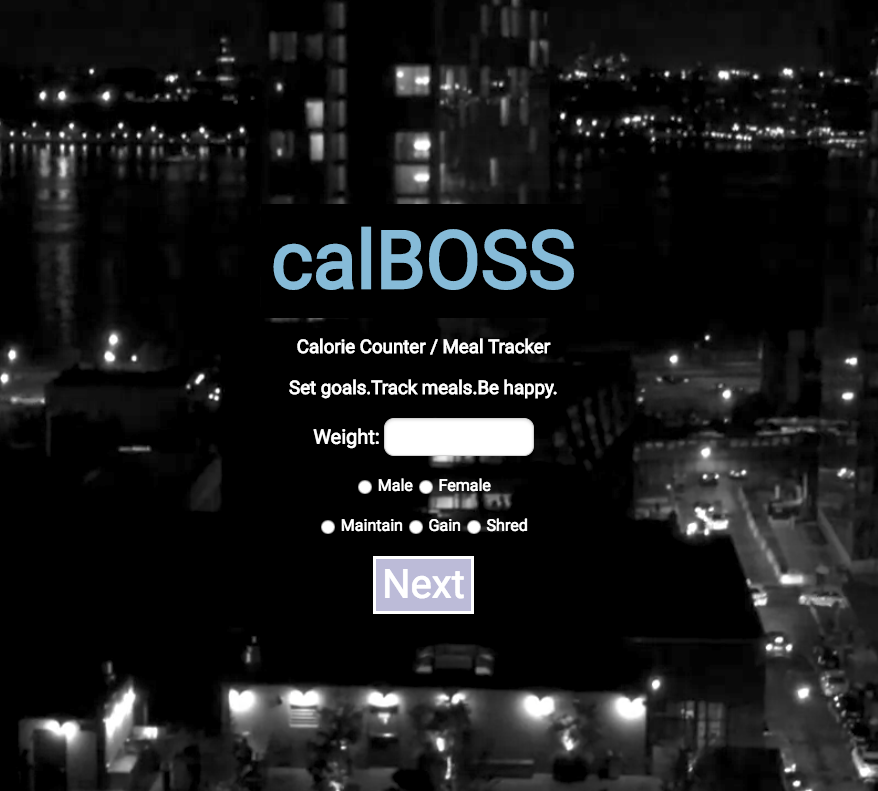 calBOSS
Calorie Counter / Meal Tracker
Set goals.Track meals.Be happy.
Weight:
Male Female
Maintain Gain Shred
Next